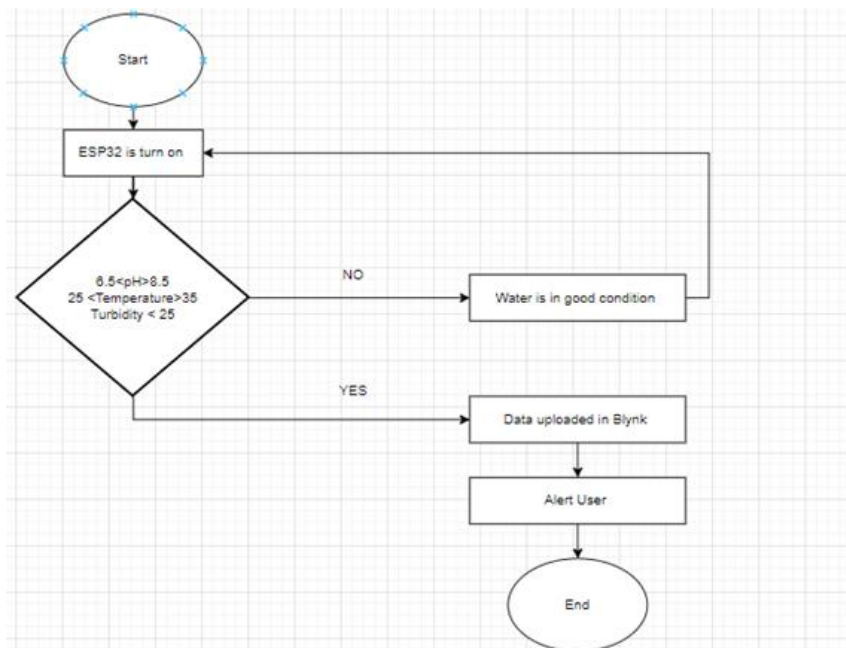 Start
ESP32 is turn on
6.5<pH>8.5
25 <Temperature>35
Turbidity < 25
NO
Water is in good condition
YES
Data uploaded in Blynk
Alert User
End